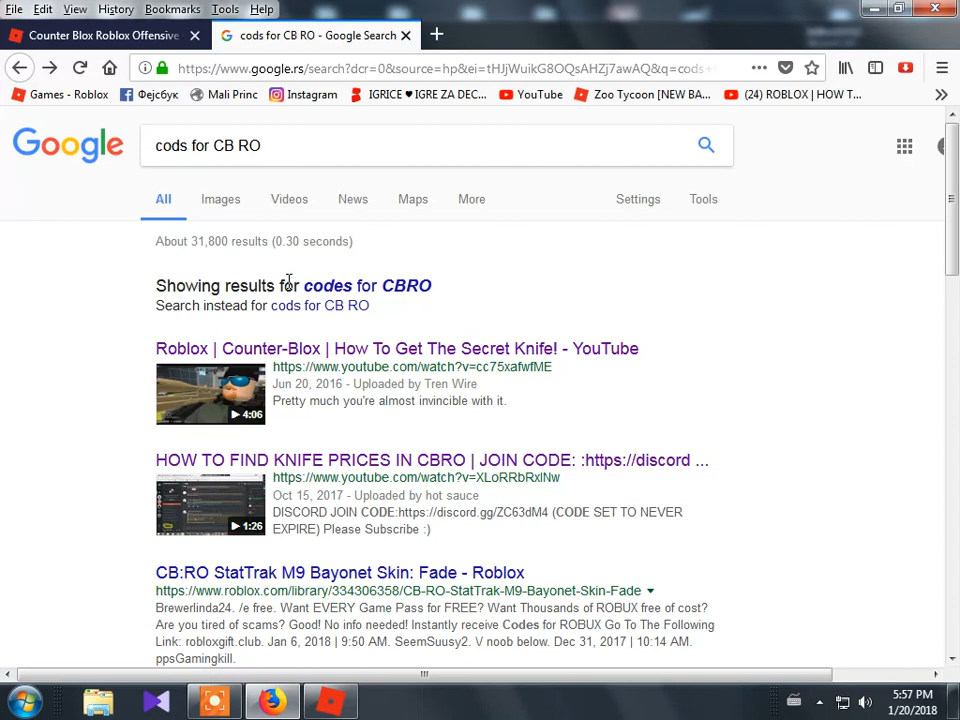 File Edit View History Bookmarks Tools Help
Counter Blox Roblox Offensive
cods for CB RO - Google Search
https://www.google.rs/search?dcr=0&source=hp&ei=tHJjWuikG8OQsAHZj7awAQ&q=cods+
Games - Roblox Фејсбук Mali Princ Instagram IGRICE ♥ IGRE ZA DEC... YouTube Zoo Tycoon [NEW BA... (24) ROBLOX | HOW T...
Google
cods for CB RO
All Images Videos News Maps More Settings Tools
About 31,800 results (0.30 seconds)
Showing results for codes for CBRO
Search instead for cods for CB RO
Roblox | Counter-Blox | How To Get The Secret Knife! - YouTube
https://www.youtube.com/watch?v=cc75xafwfME
Jun 20, 2016 - Uploaded by Tren Wire
Pretty much you're almost invincible with it.
4:06
HOW TO FIND KNIFE PRICES IN CBRO | JOIN CODE: :https://discord ...
https://www.youtube.com/watch?v=XLoRRbRxlNw
Oct 15, 2017 - Uploaded by hot sauce
DISCORD JOIN CODE:https://discord.gg/ZC63dM4 (CODE SET TO NEVER
EXPIRE) Please Subscribe :)
1:26
CB:RO StatTrak M9 Bayonet Skin: Fade - Roblox
https://www.roblox.com/library/334306358/CB-RO-StatTrak-M9-Bayonet-Skin-Fade
Brewerlinda24. /e free. Want EVERY Game Pass for FREE? Want Thousands of ROBUX free of cost?
Are you tired of scams? Good! No info needed! Instantly receive Codes for ROBUX Go To The Following
Link: robloxgift.club. Jan 6, 2018 | 9:50 AM. SeemSuusy2. V noob below. Dec 31, 2017 | 10:14 AM.
ppsGamingkill.
5:57 PM
1/20/2018